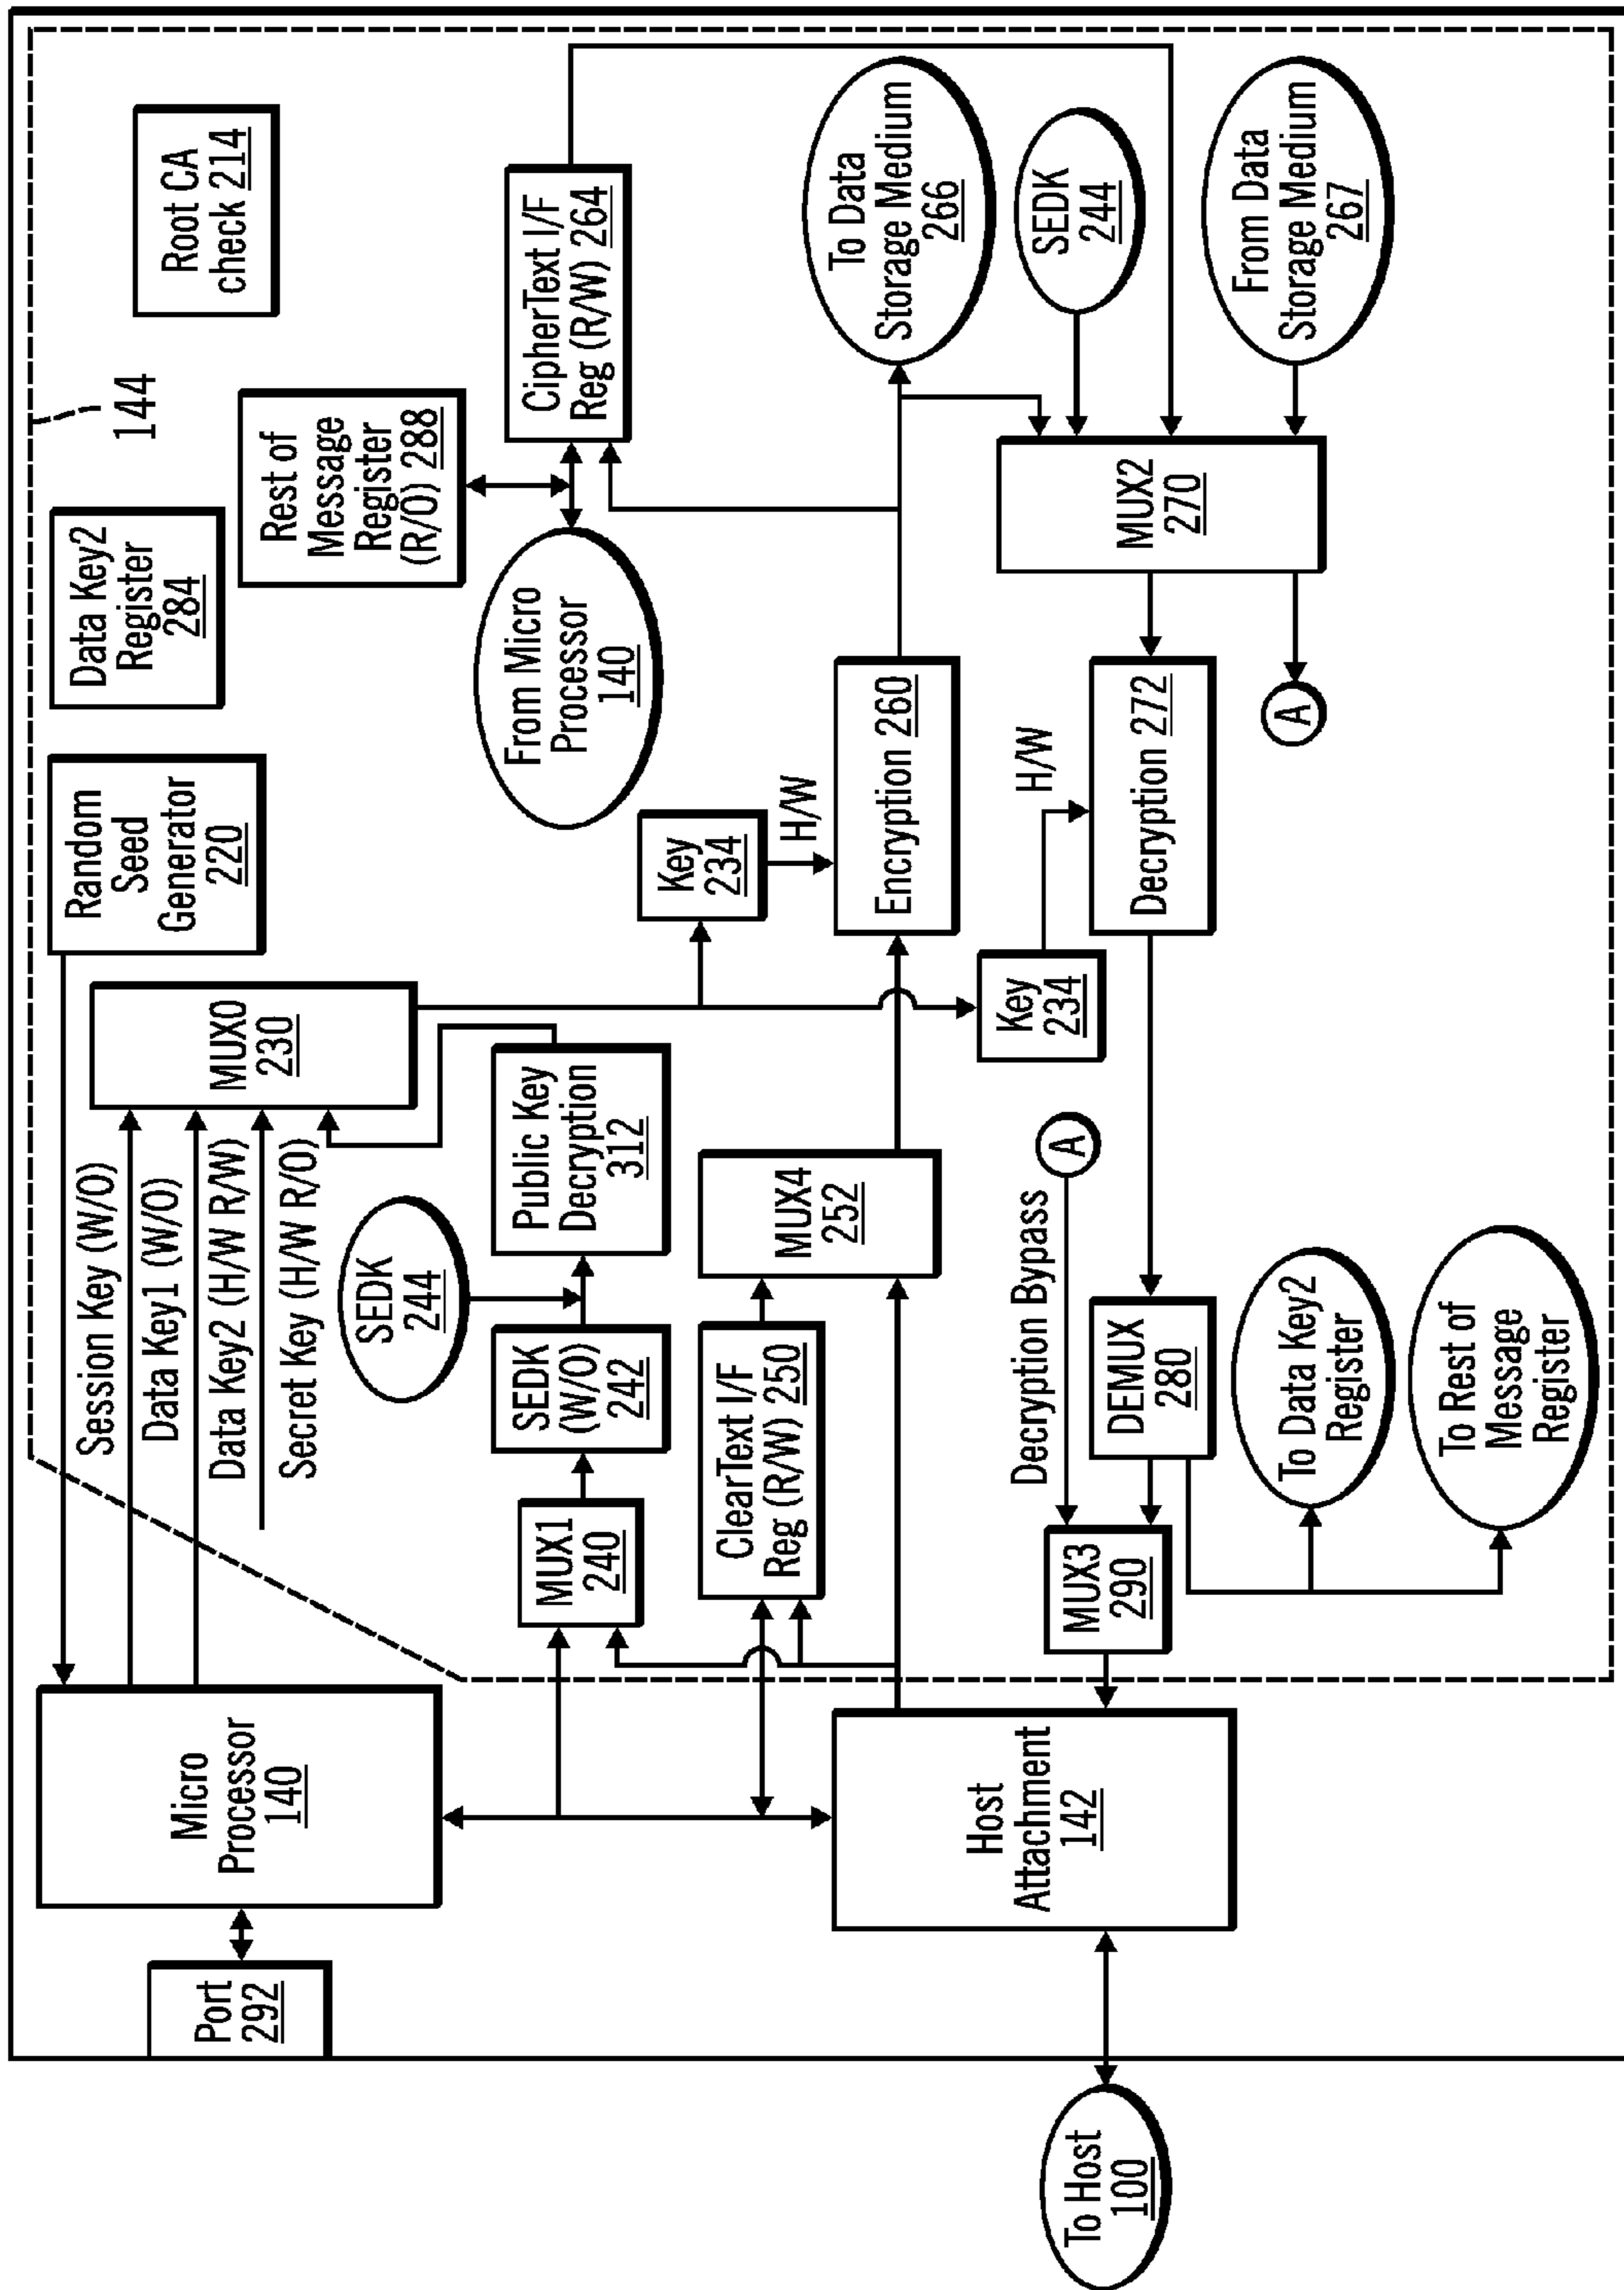 144
Port
292
Micro
Processor
140
Session Key (W/O)
Data Key1 (W/O)
Data Key2 (H/W R/W)
Secret Key (H/W R/O)
MUX0
230
Random
Seed
Generator
220
Data Key2
Register
284
Root CA
check 214
Rest of
Message
Register
(R/O) 288
SEDK
244
MUX1
240
SEDK
(W/O)
242
Public Key
Decryption
312
From Micro
Processor
140
CipherText I/F
Reg (R/W) 264
Key
234
H/W
ClearText I/F
Reg (R/W) 250
MUX4
252
Encryption 260
To Data
Storage Medium
266
SEDK
244
From Data
Storage Medium
267
Host
Attachment
142
To Host
100
MUX3
290
Decryption Bypass
A
DEMUX
280
Key
234
H/W
Decryption 272
MUX2
270
A
To Data Key2
Register
To Rest of
Message
Register